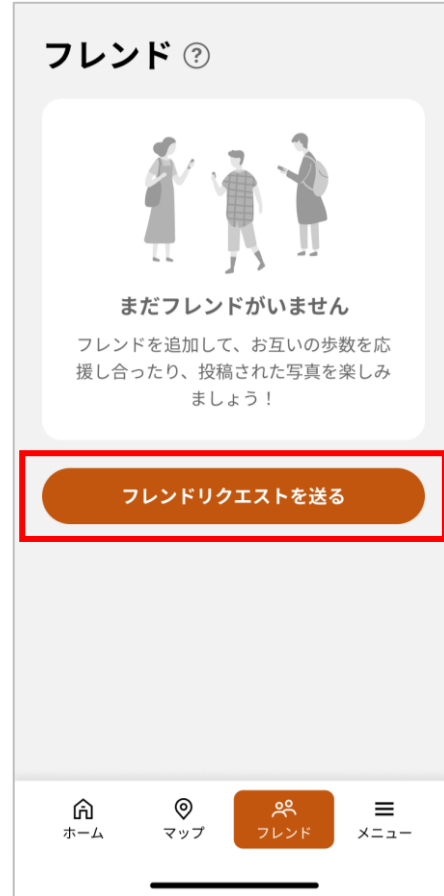 フレンド ?
まだフレンドがいません
フレンドを追加して、お互いの歩数を応
援し合ったり、投稿された写真を楽しみ
ましょう！
フレンドリクエストを送る
ホーム マップ フレンド メニュー